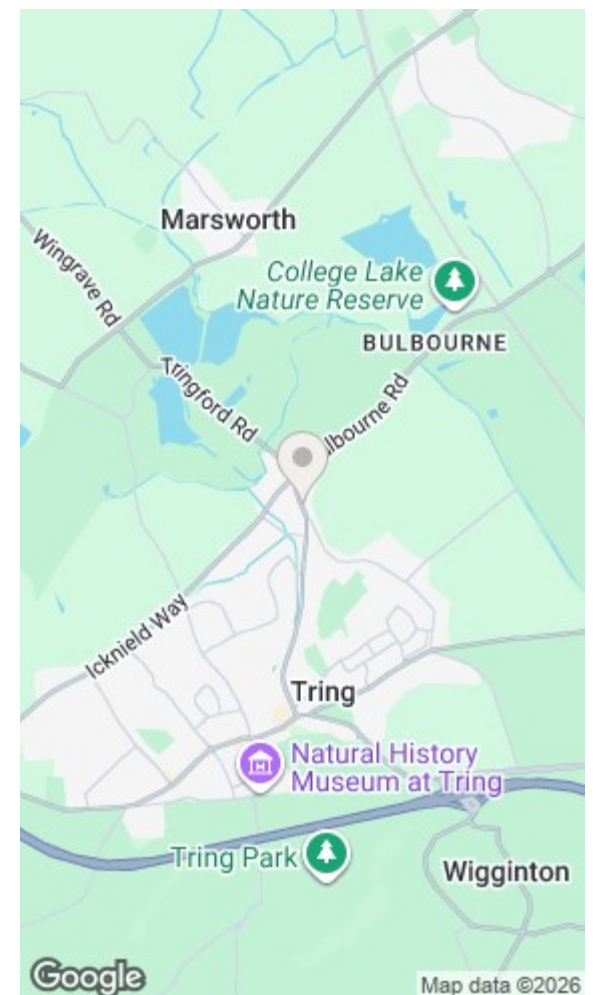 Marsworth
Wingrave Rd
College Lake
Nature Reserve
BULBOURNE
Tringford Rd
lbourne Rd
Icknield Way
Tring
Natural History
Museum at Tring
Tring Park
Wigginton
Google
Map data ©2026